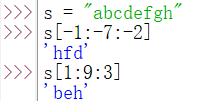 >>> s = "abcdefgh"
>>> s[-1:-7:-2]
'hfd'
>>> s[1:9:3]
'beh'